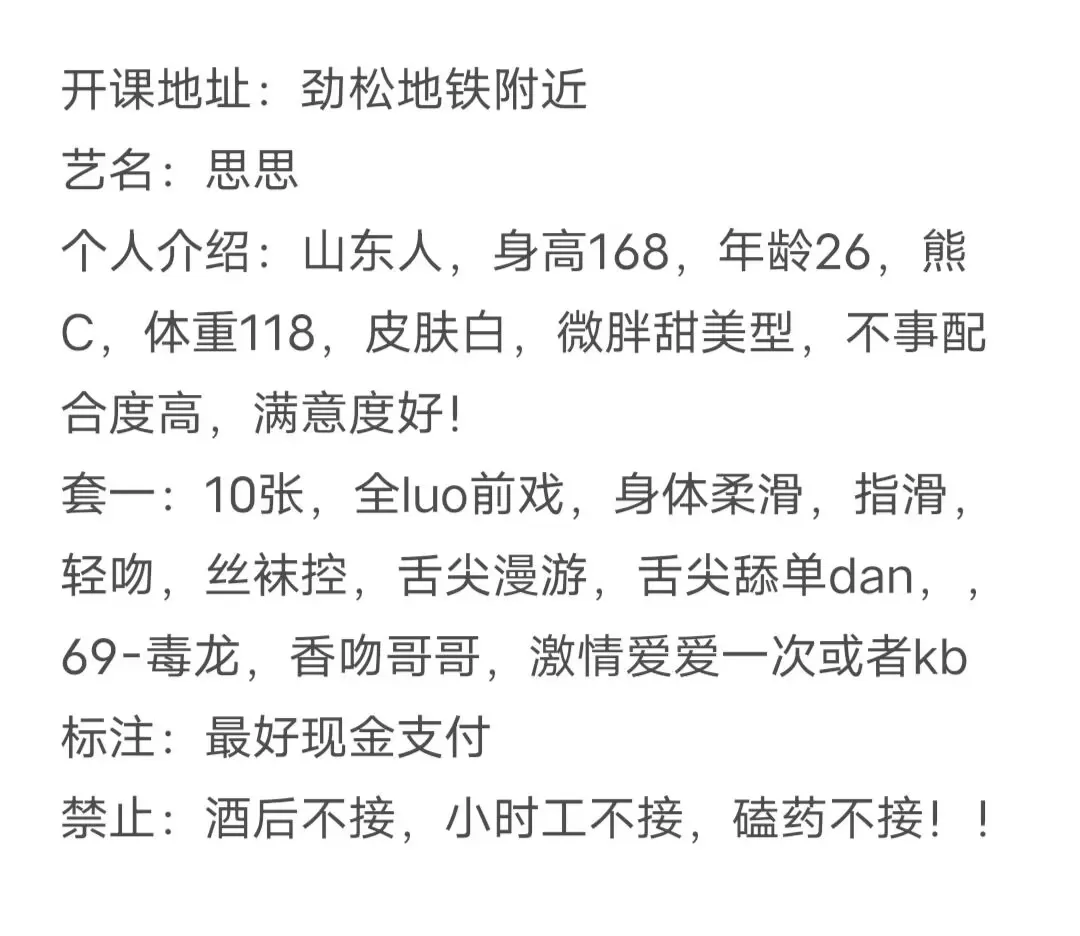 开课地址：劲松地铁附近
艺名：思思
个人介绍：山东人，身高168，年龄26，熊
C，体重118，皮肤白，微胖甜美型，不事配
合度高，满意度好！
套一：10张，全luo前戏，身体柔滑，指滑，
轻吻，丝袜控，舌尖漫游，舌尖舔单dan，,
69-毒龙，香吻哥哥，激情爱爱一次或者kb
标注：最好现金支付
禁止：酒后不接，小时工不接，磕药不接！！